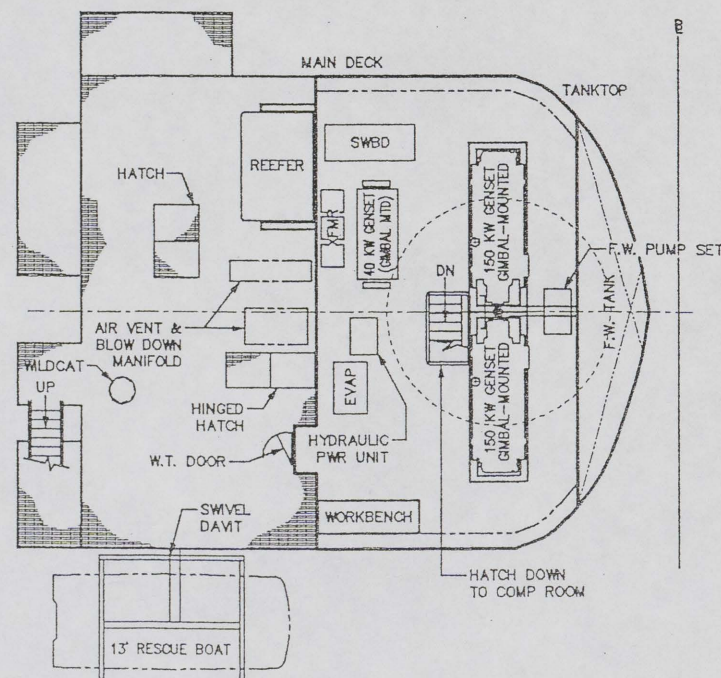 MAIN DECK
TANKTOP
SWBD
REEFER
HATCH
XFMR
40 KW GENSET
(GIMBAL MTD)
150 KW GENSET
GIMBAL-MOUNTED
F.W. PUMP SET
DN
F.W. TANK
AIR VENT &
BLOW DOWN
MANIFOLD
WILDCAT
UP
HINGED
HATCH
EVAP
HYDRAULIC
PWR UNIT
150 KW GENSET
GIMBAL-MOUNTED
W.T. DOOR
SWIVEL
DAVIT
WORKBENCH
HATCH DOWN
TO COMP ROOM
13' RESCUE BOAT